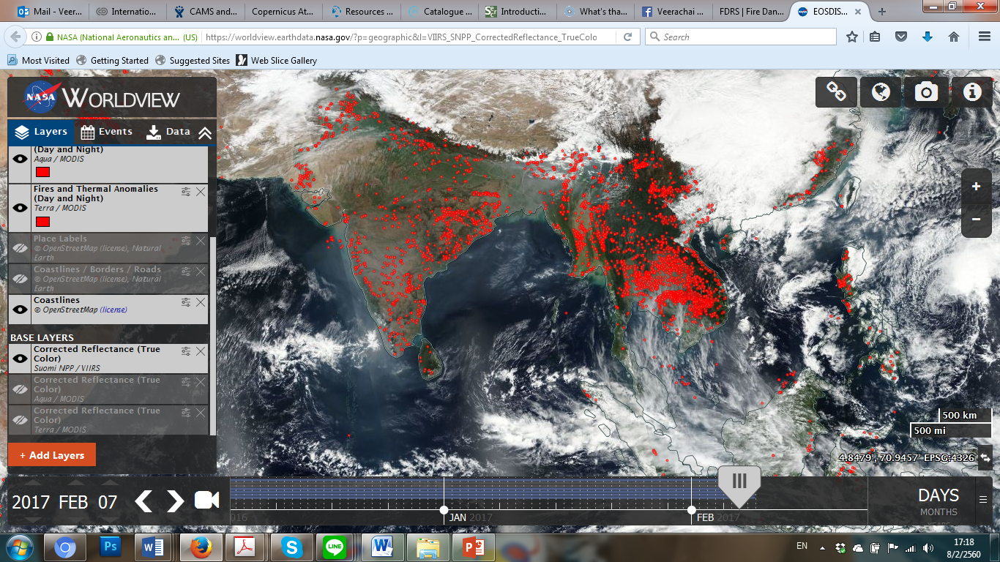 Mail - Veer...
Internatio...
CAMS and...
Copernicus At...
Resources ...
Catalogue ...
Introducti...
What's tha...
Veerachai ...
FDRS | Fire Dan...
EOSDIS...
NASA (National Aeronautics an... (US)
https://worldview.earthdata.nasa.gov/?p=geographic&l=VIIRS_SNPP_CorrectedReflectance_TrueColo
Search
Most Visited
Getting Started
Suggested Sites
Web Slice Gallery
NASA WORLDVIEW
Layers
Events
Data
(Day and Night)
Aqua / MODIS
Fires and Thermal Anomalies
(Day and Night)
Terra / MODIS
Place Labels
© OpenStreetMap (license), Natural
Earth
Coastlines / Borders / Roads
© OpenStreetMap (license), Natural
Earth
Coastlines
© OpenStreetMap (license)
BASE LAYERS
Corrected Reflectance (True
Color)
Suomi NPP / VIIRS
Corrected Reflectance (True
Color)
Aqua / MODIS
Corrected Reflectance (True
Color)
Terra / MODIS
+ Add Layers
500 km
500 mi
4.8479°, 70.9457° EPSG:4326
2017 FEB 07
016
JAN 2017
FEB 2017
DAYS
MONTHS
YEARS
Ps
W
S
LINE
W
P
EN
17:18
8/2/2560